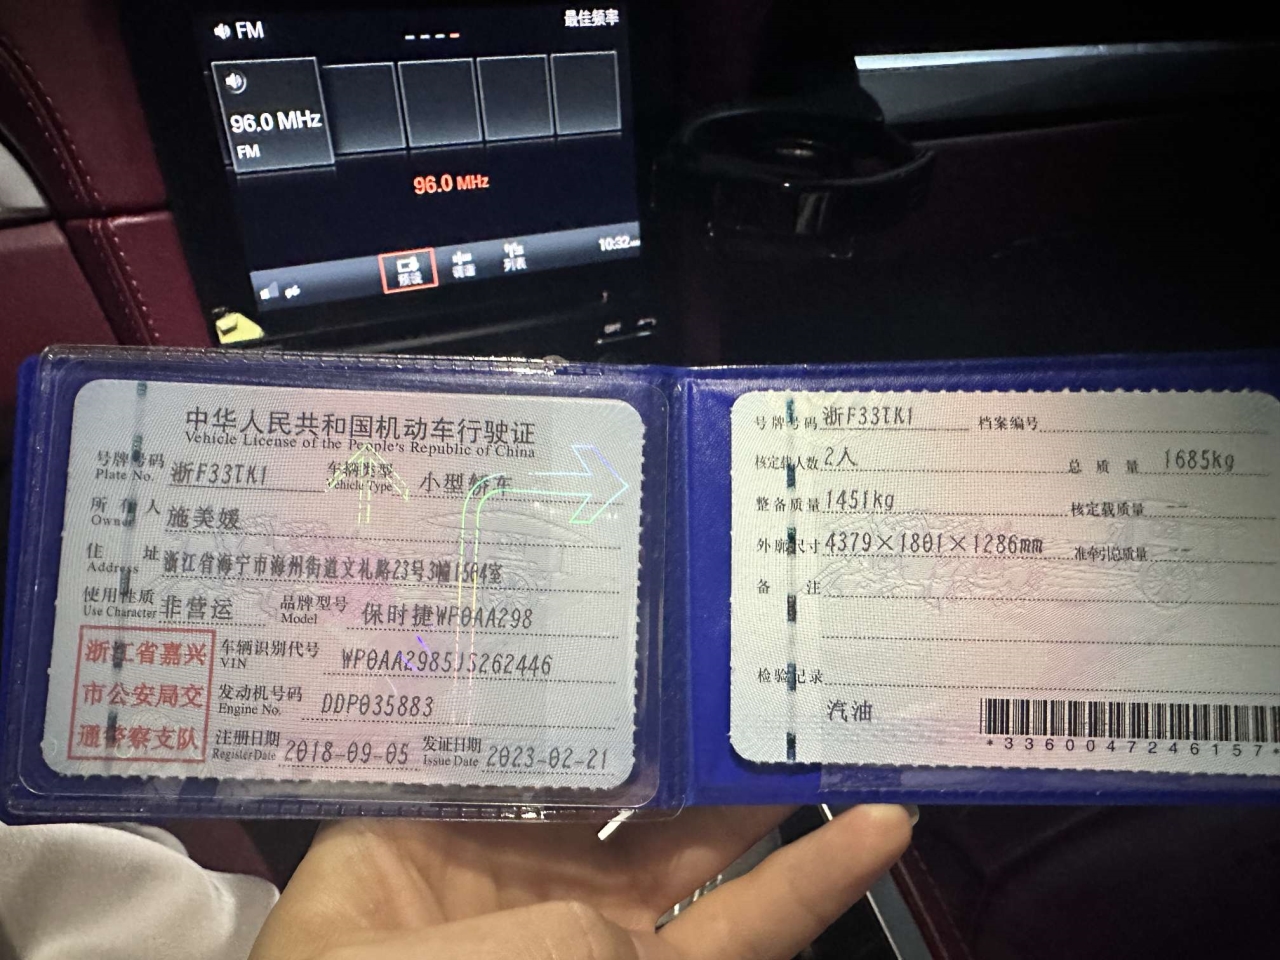 FM
最佳频率
96.0 MHz
FM
96.0 MHz
10:32
预设
调谐
列表
中华人民共和国机动车行驶证
Vehicle License of the People's Republic of China
号牌号码 Plate No. 浙F33TK1 车辆类型 Vehicle Type 小型轿车
所有人 Owner 施美媛
住址 Address 浙江省海宁市海州街道文礼路23号3幢1504室
使用性质 Use Character 非营运 品牌型号 Model 保时捷WP0AA298
车辆识别代号 VIN WP0AA2985JS262446
发动机号码 Engine No. DDP035883
注册日期 Register Date 2018-09-05 发证日期 Issue Date 2023-02-21
浙江省嘉兴
市公安局交
通警察支队
号牌号码 浙F33TK1 档案编号
核定载人数 2人 总质量 1685kg
整备质量 1451kg 核定载质量 --
外廓尺寸 4379×1801×1286mm 准牵引总质量 --
备注
检验记录
汽油
*3360047246157*